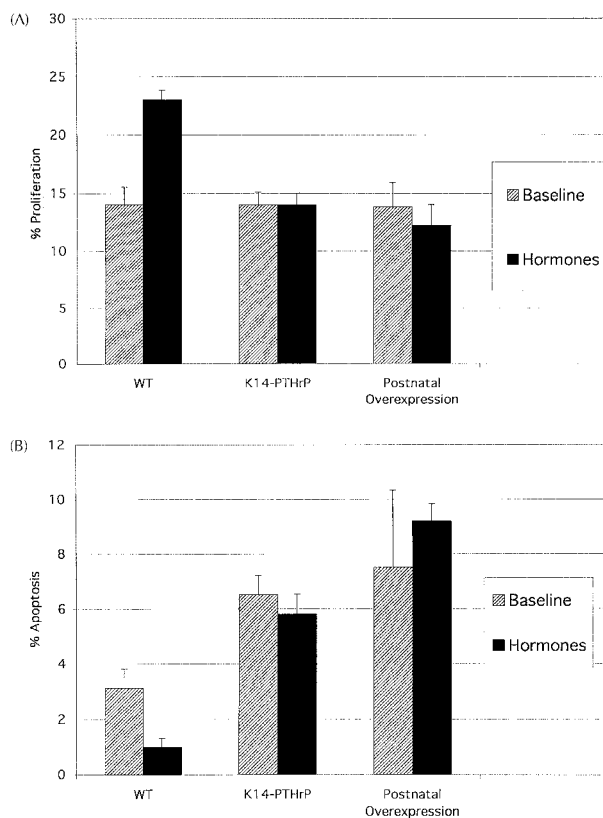 (A)
30
25
20
15
10
5
0
% Proliferation
WT
K14-PTHrP
Postnatal
Overexpression
Baseline
Hormones
(B)
12
10
8
6
4
2
0
% Apoptosis
WT
K14-PTHrP
Postnatal
Overexpression
Baseline
Hormones